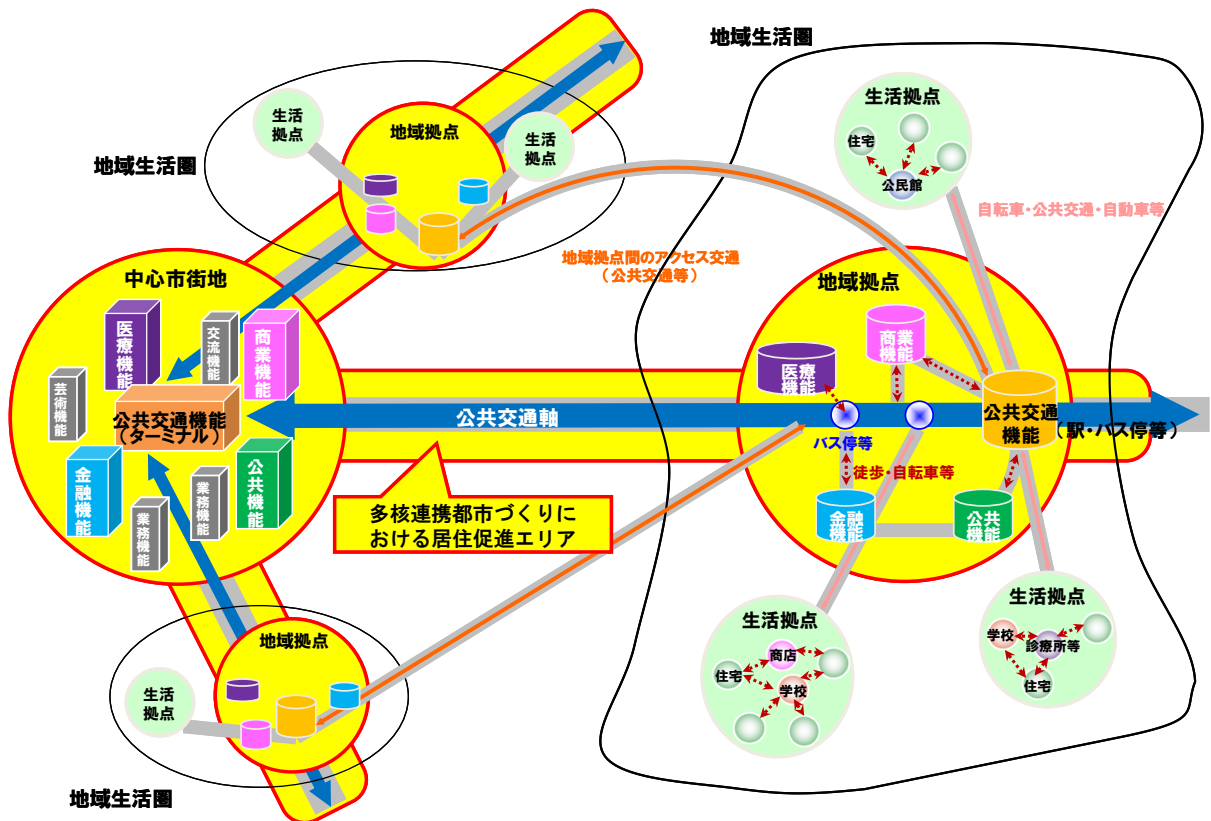 地域生活圏
生活
拠点
地域拠点
生活
拠点
地域生活圏
生活拠点
住宅
公民館
自転車・公共交通・自動車等
地域拠点間のアクセス交通
（公共交通等）
中心市街地
医療機能
交流機能
商業機能
芸術機能
公共交通機能
（ターミナル）
金融機能
業務機能
業務機能
公共機能
公共交通軸
多核連携都市づくりに
おける居住促進エリア
地域拠点
商業
機能
医療
機能
公共交通
機能
（駅・バス停等）
バス停等
徒歩・自転車等
金融
機能
公共
機能
生活拠点
商店
住宅
学校
生活拠点
学校
診療所等
住宅
地域拠点
生活
拠点
地域生活圏